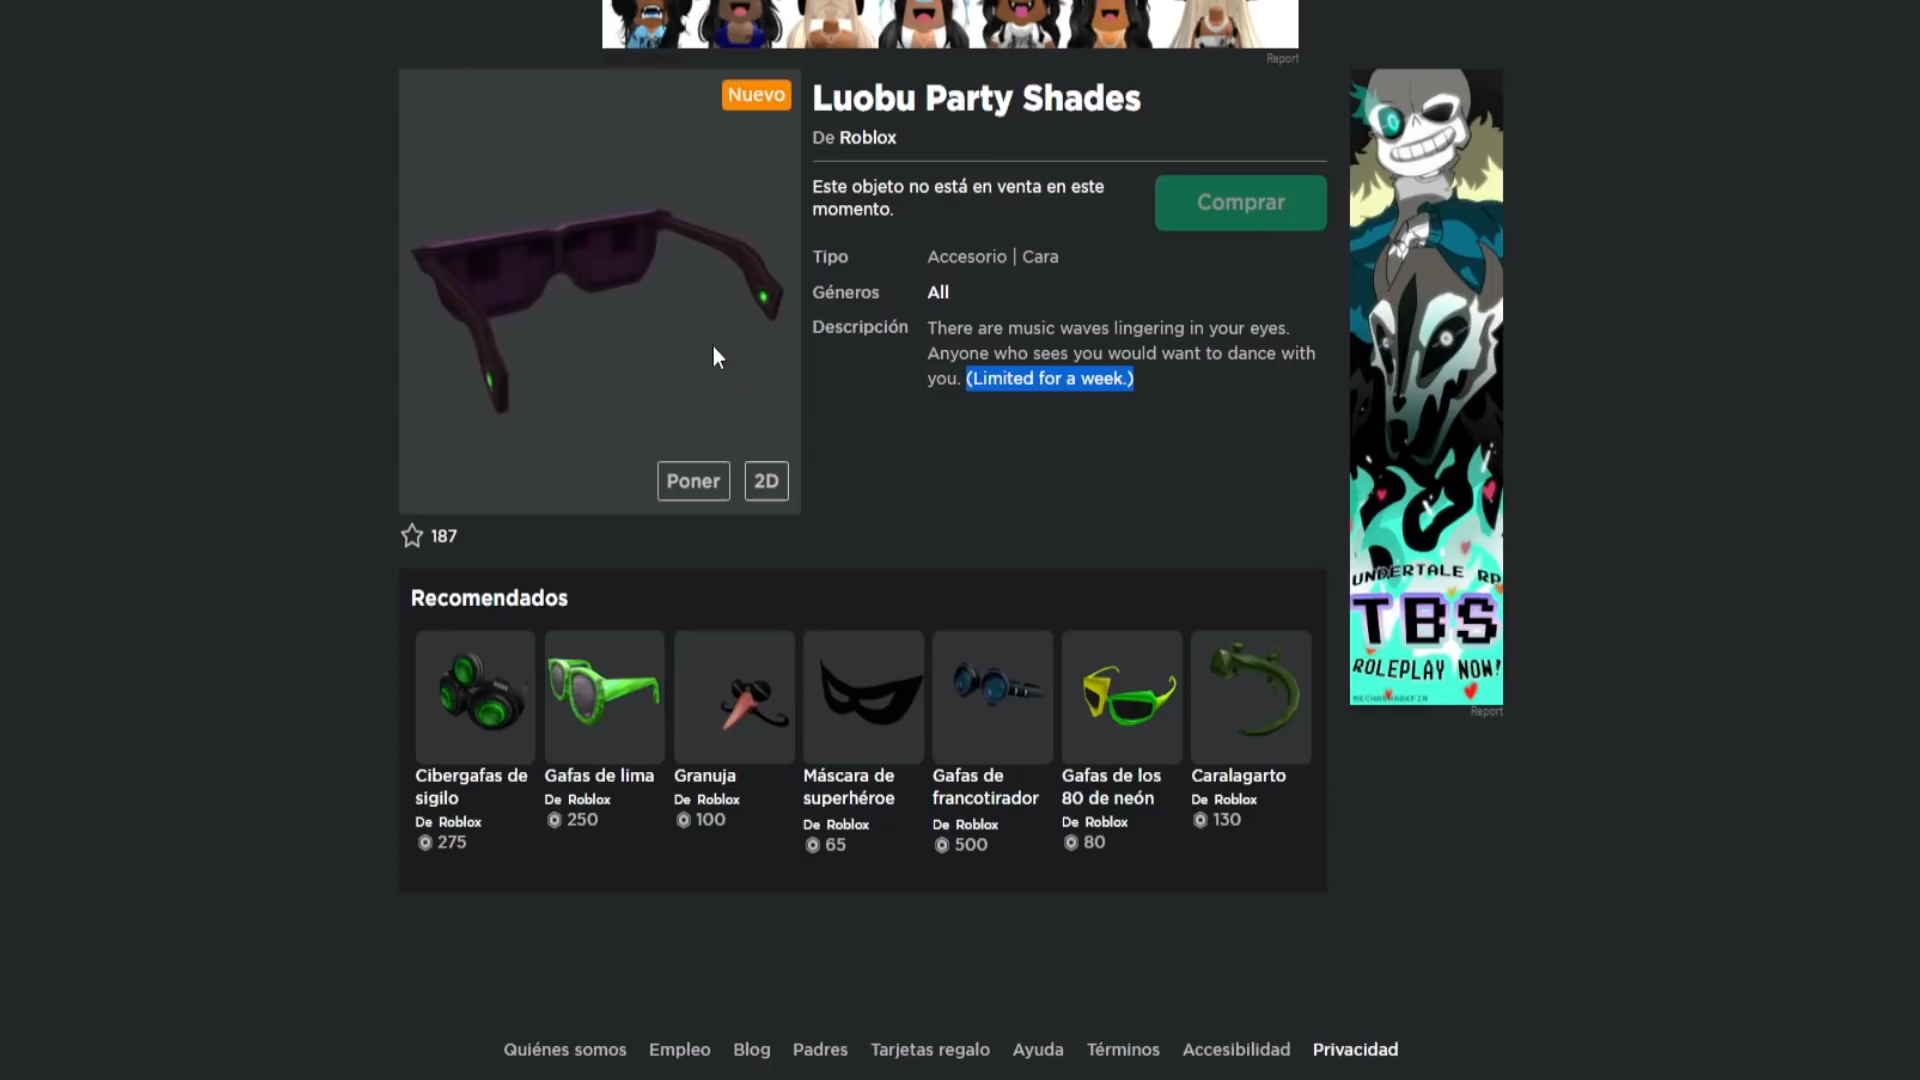 Report
Nuevo
Luobu Party Shades
De Roblox
Este objeto no está en venta en este
momento.
Comprar
Tipo
Accesorio | Cara
Géneros
All
Descripción
There are music waves lingering in your eyes.
Anyone who sees you would want to dance with
you. (Limited for a week.)
Poner
2D
187
UNDERTALE RP
TBS
ROLEPLAY NOW!
Report
Recomendados
Cibergafas de
sigilo
De Roblox
275
Gafas de lima
De Roblox
250
Granuja
De Roblox
100
Máscara de
superhéroe
De Roblox
65
Gafas de
francotirador
De Roblox
500
Gafas de los
80 de neón
De Roblox
80
Caralagarto
De Roblox
130
Quiénes somos
Empleo
Blog
Padres
Tarjetas regalo
Ayuda
Términos
Accesibilidad
Privacidad